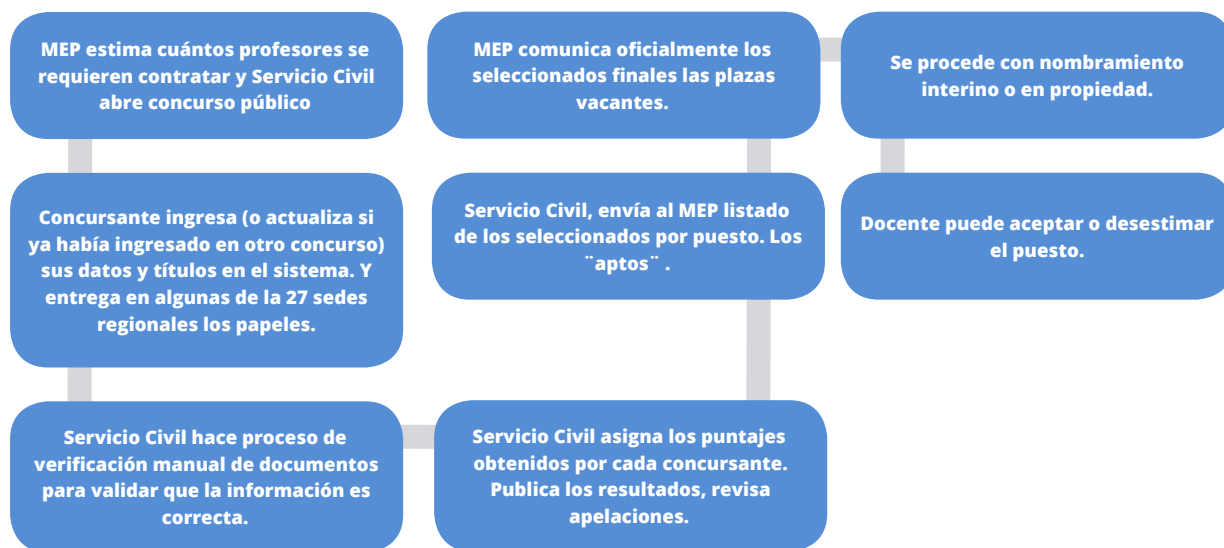 MEP estima cuántos profesores se
requieren contratar y Servicio Civil
abre concurso público
Concursante ingresa (o actualiza si
ya había ingresado en otro concurso)
sus datos y títulos en el sistema. Y
entrega en algunas de la 27 sedes
regionales los papeles.
Servicio Civil hace proceso de
verificación manual de documentos
para validar que la información es
correcta.
Servicio Civil asigna los puntajes
obtenidos por cada concursante.
Publica los resultados, revisa
apelaciones.
Servicio Civil, envía al MEP listado
de los seleccionados por puesto. Los
¨aptos¨ .
MEP comunica oficialmente los
seleccionados finales las plazas
vacantes.
Se procede con nombramiento
interino o en propiedad.
Docente puede aceptar o desestimar
el puesto.